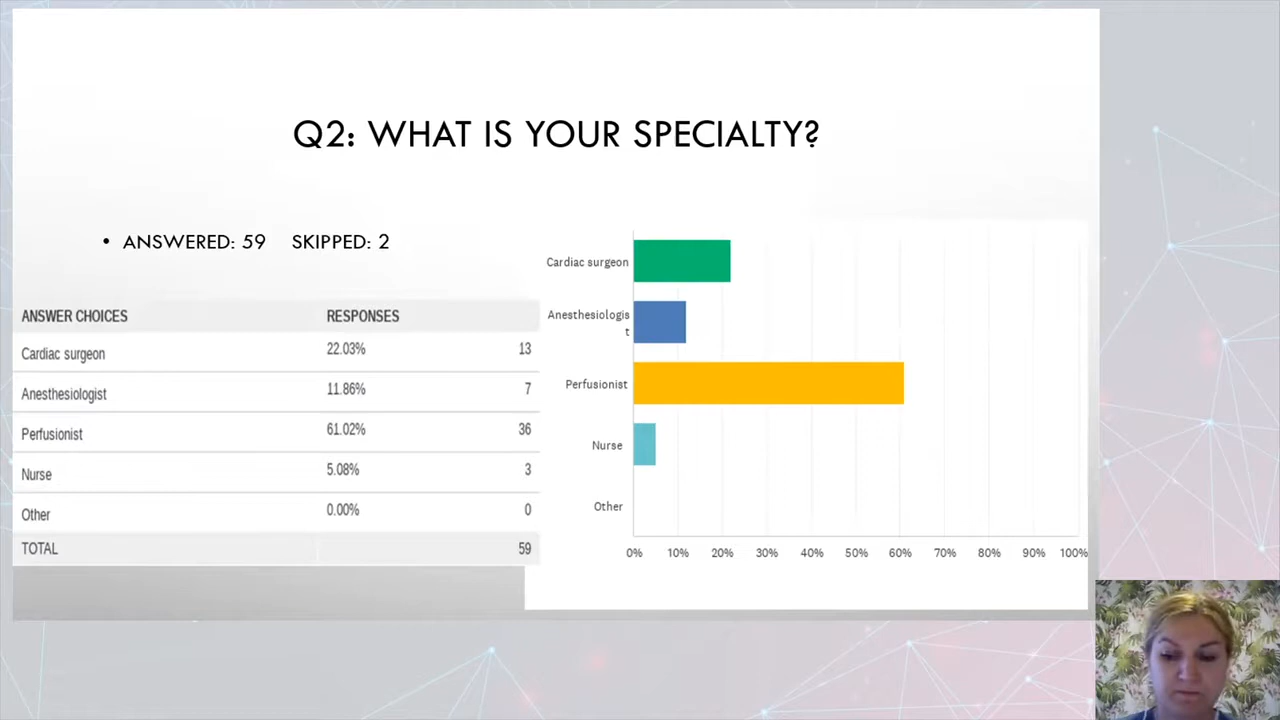 Q2: WHAT IS YOUR SPECIALTY?
• ANSWERED: 59 SKIPPED: 2
ANSWER CHOICES RESPONSES
Cardiac surgeon 22.03% 13
Anesthesiologist 11.86% 7
Perfusionist 61.02% 36
Nurse 5.08% 3
Other 0.00% 0
TOTAL 59
Cardiac surgeon
Anesthesiologis
t
Perfusionist
Nurse
Other
0% 10% 20% 30% 40% 50% 60% 70% 80% 90% 100%